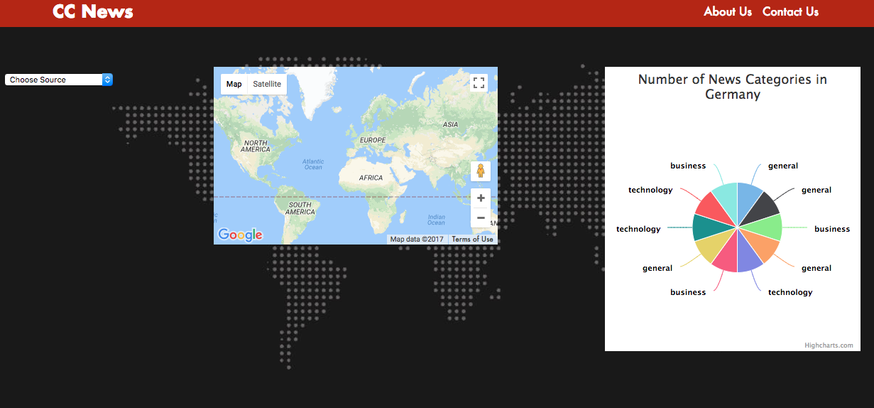 CC News
About Us Contact Us
Choose Source
Map Satellite
NORTH
AMERICA
Atlantic
Ocean
EUROPE
ASIA
AFRICA
SOUTH
AMERICA
Indian
Ocean
Google
Map data ©2017 Terms of Use
Number of News Categories in
Germany
business
general
technology
general
technology
business
general
general
business
technology
Highcharts.com